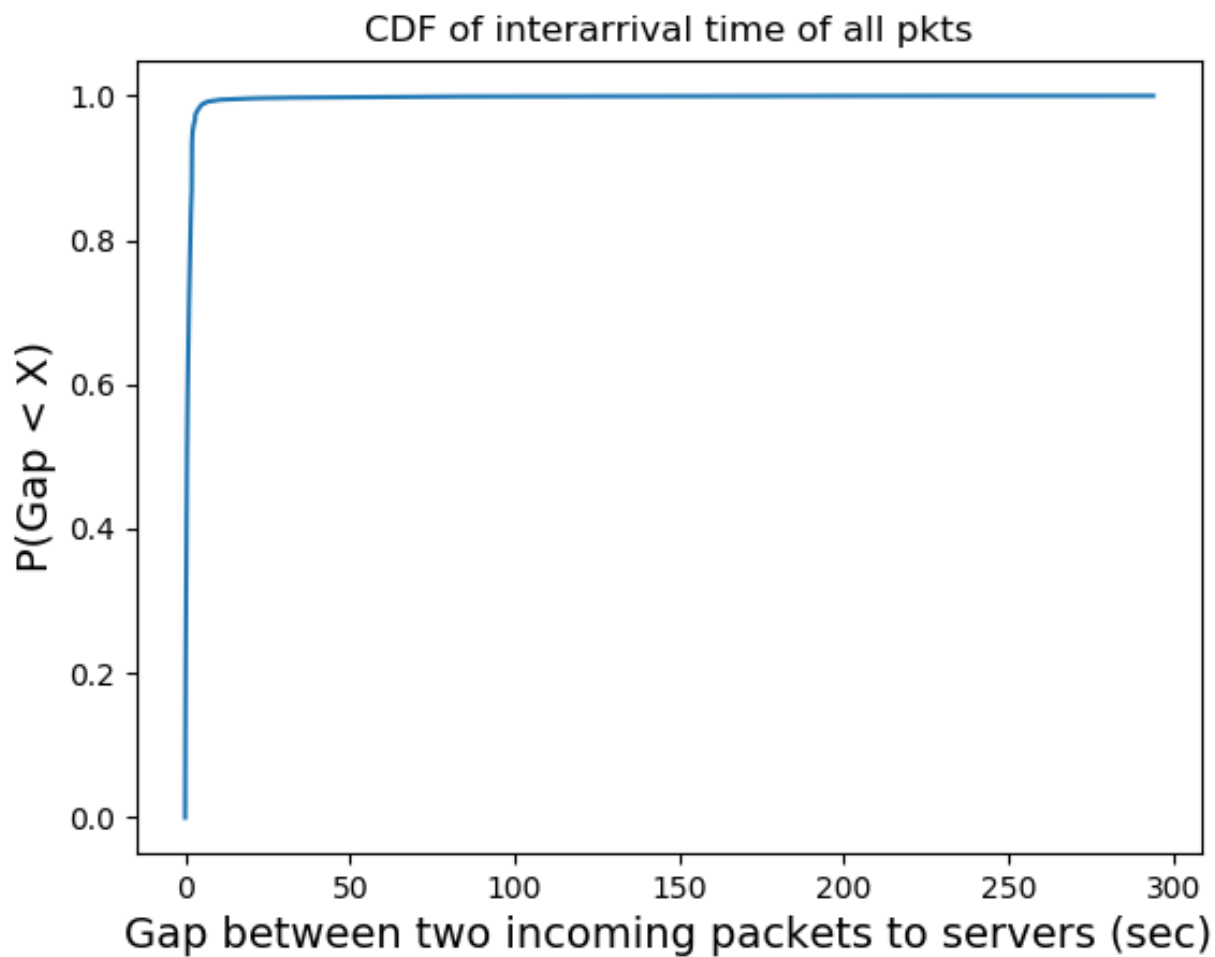 CDF of interarrival time of all pkts
1.0
0.8
0.6
0.4
0.2
0.0
P(Gap < X)
0 50 100 150 200 250 300
Gap between two incoming packets to servers (sec)